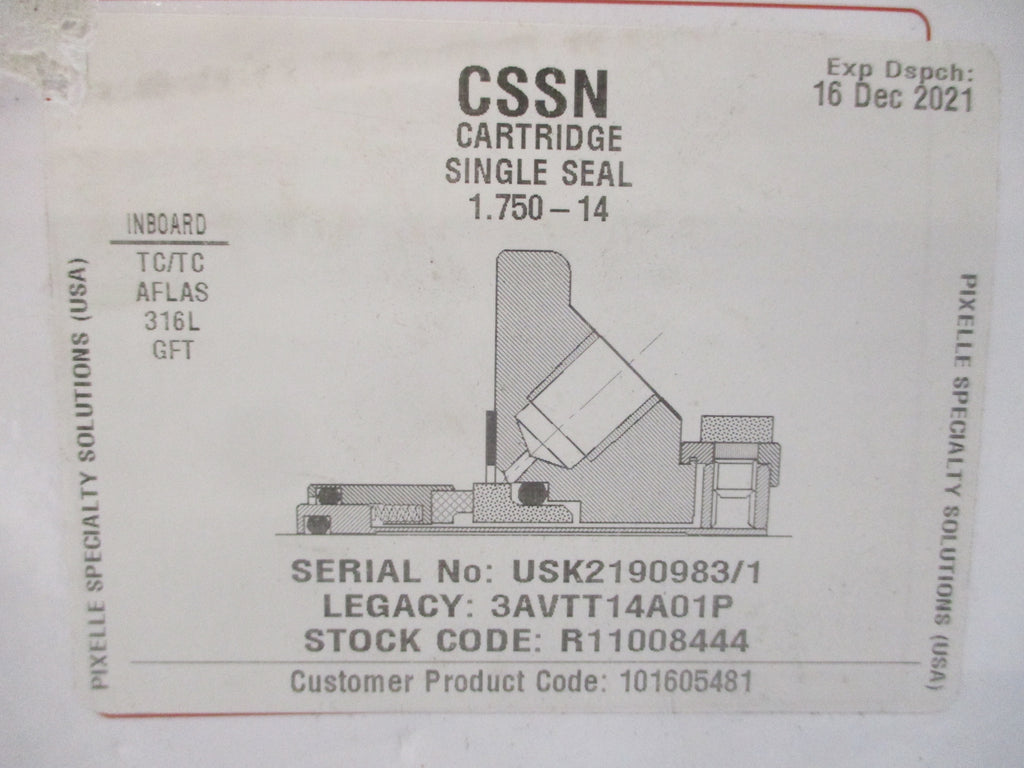 CSSN
CARTRIDGE
SINGLE SEAL
1.750 – 14
Exp Dspch:
16 Dec 2021
INBOARD
TC/TC
AFLAS
316L
GFT
PIXELLE SPECIALTY SOLUTIONS (USA)
PIXELLE SPECIALTY SOLUTIONS (USA)
SERIAL No: USK2190983/1
LEGACY: 3AVTT14A01P
STOCK CODE: R11008444
Customer Product Code: 101605481